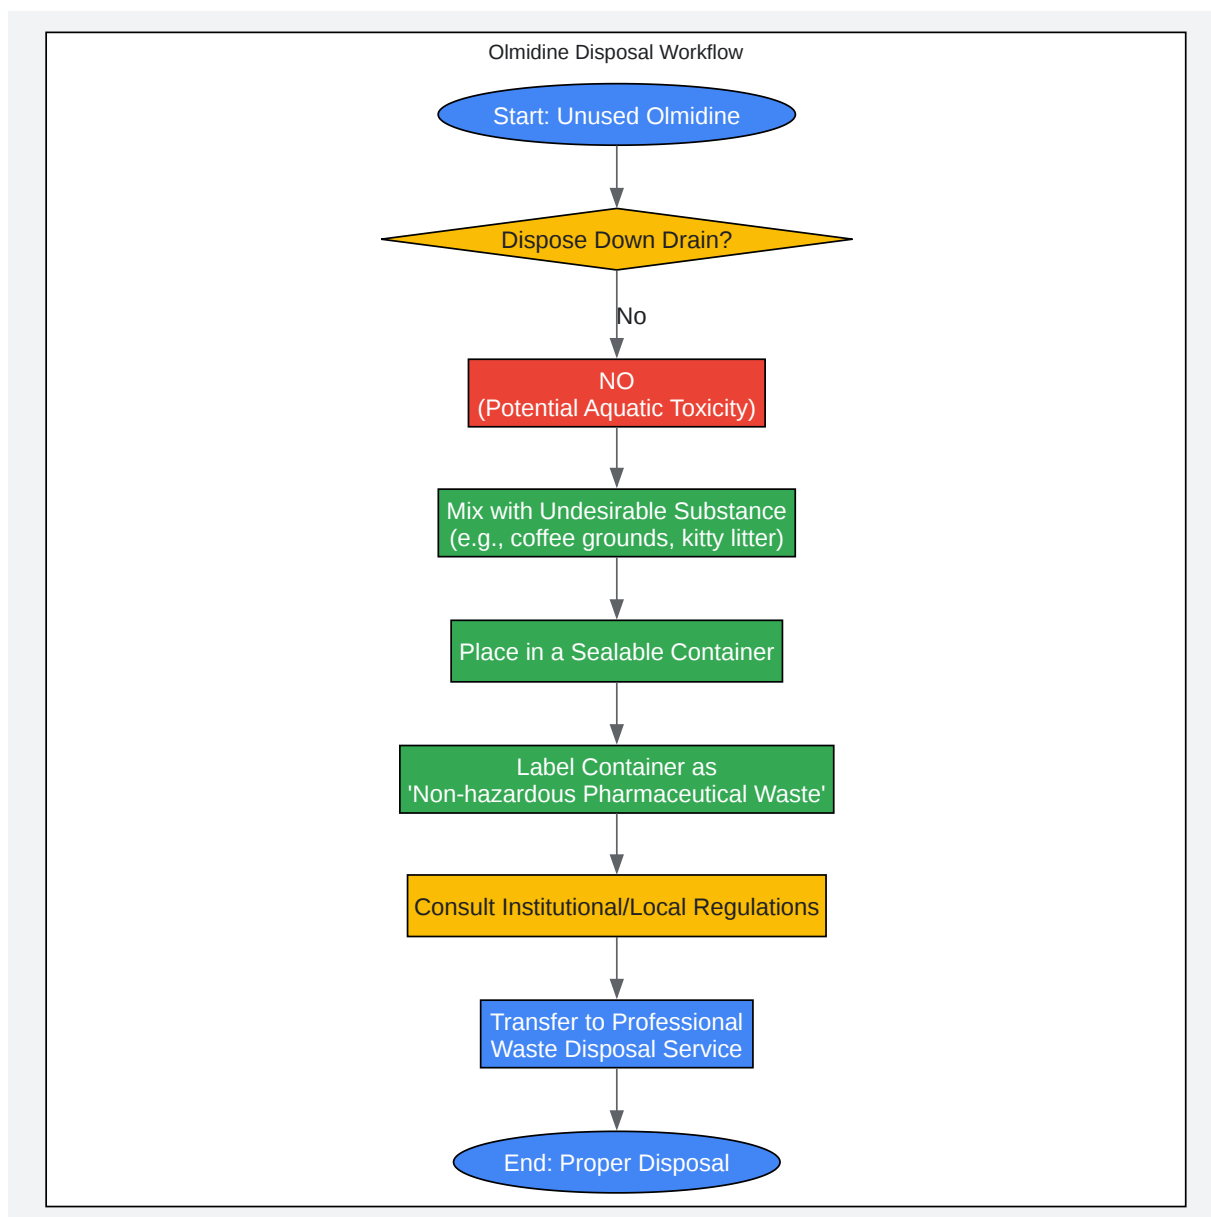 Olmidine Disposal Workflow
Start: Unused Olmidine
Dispose Down Drain?
No
NO
(Potential Aquatic Toxicity)
Mix with Undesirable Substance
(e.g., coffee grounds, kitty litter)
Place in a Sealable Container
Label Container as
'Non-hazardous Pharmaceutical Waste'
Consult Institutional/Local Regulations
Transfer to Professional
Waste Disposal Service
End: Proper Disposal